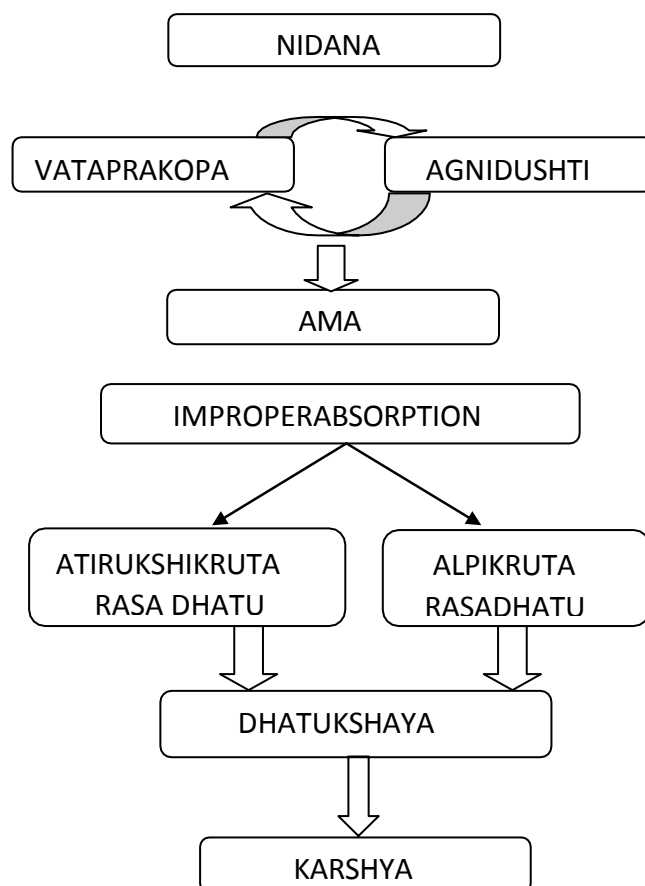 NIDANA
VATAPRAKOPA
AGNIDUSHTI
AMA
IMPROPERABSORPTION
ATIRUKSHIKRUTA
RASA DHATU
ALPIKRUTA
RASADHATU
DHATUKSHAYA
KARSHYA